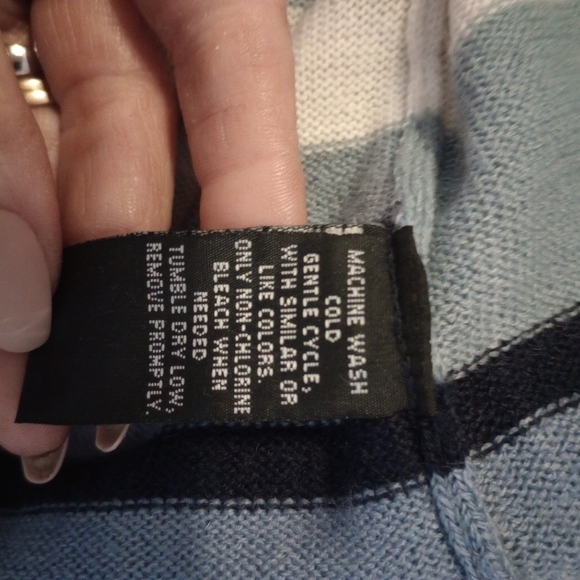 MACHINE WASH
COLD
GENTLE CYCLE,
WITH SIMILAR OR
LIKE COLORS.
ONLY NON-CHLORINE
BLEACH WHEN
NEEDED
TUMBLE DRY LOW,
REMOVE PROMPTLY.